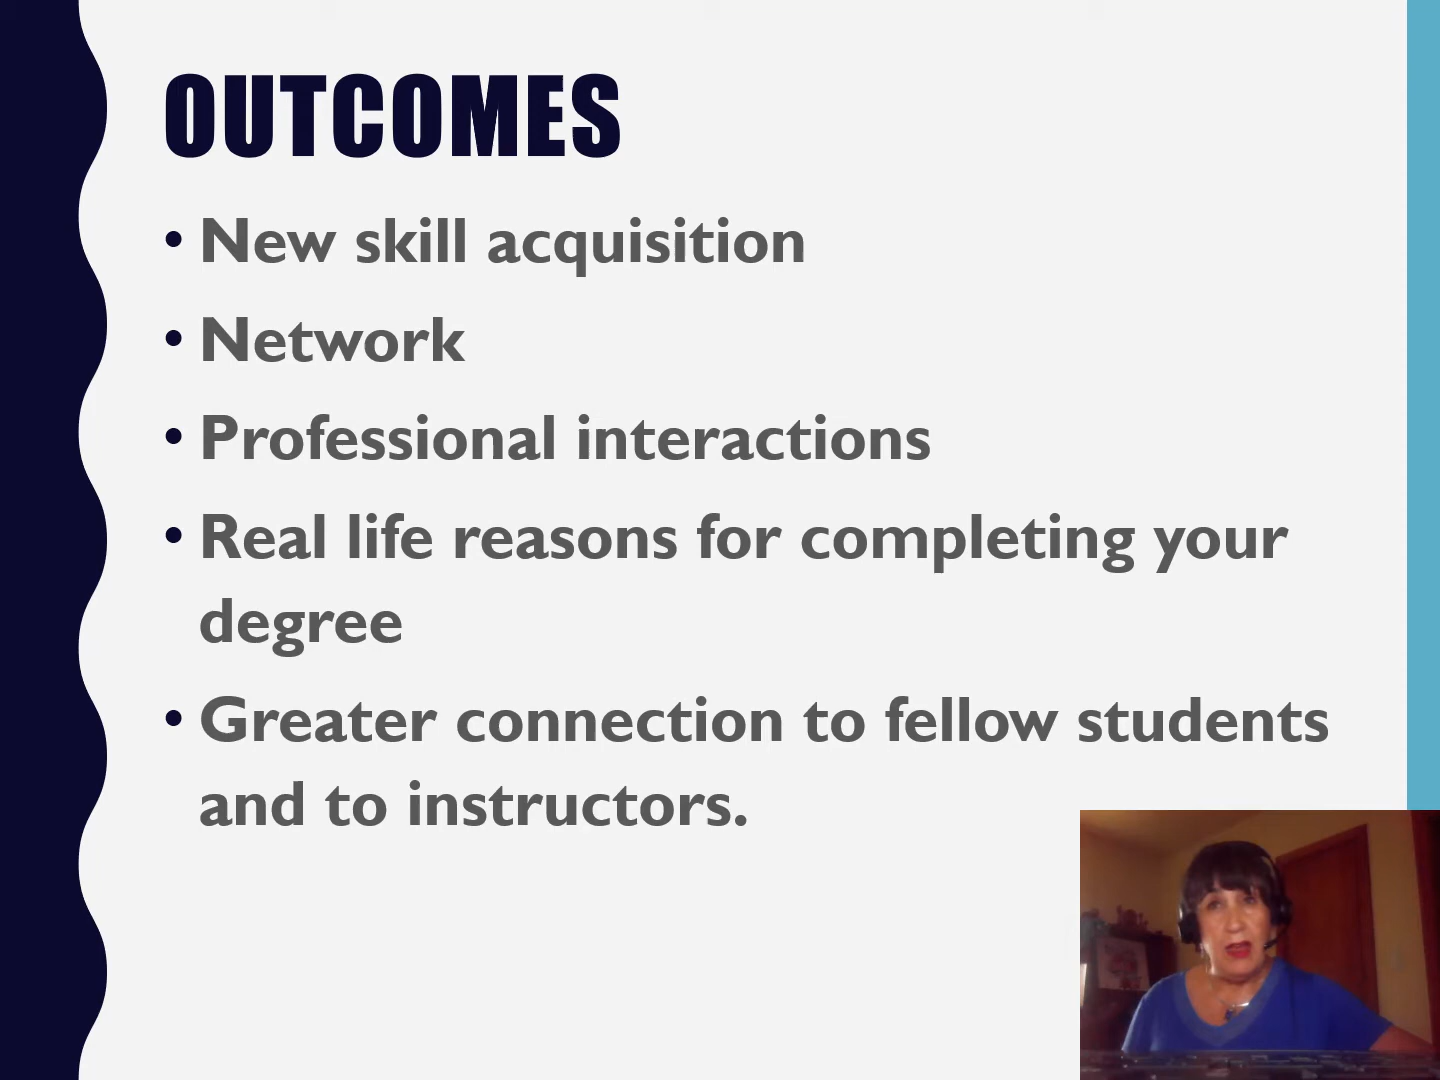 OUTCOMES
• New skill acquisition
• Network
• Professional interactions
• Real life reasons for completing your
degree
• Greater connection to fellow students
and to instructors.